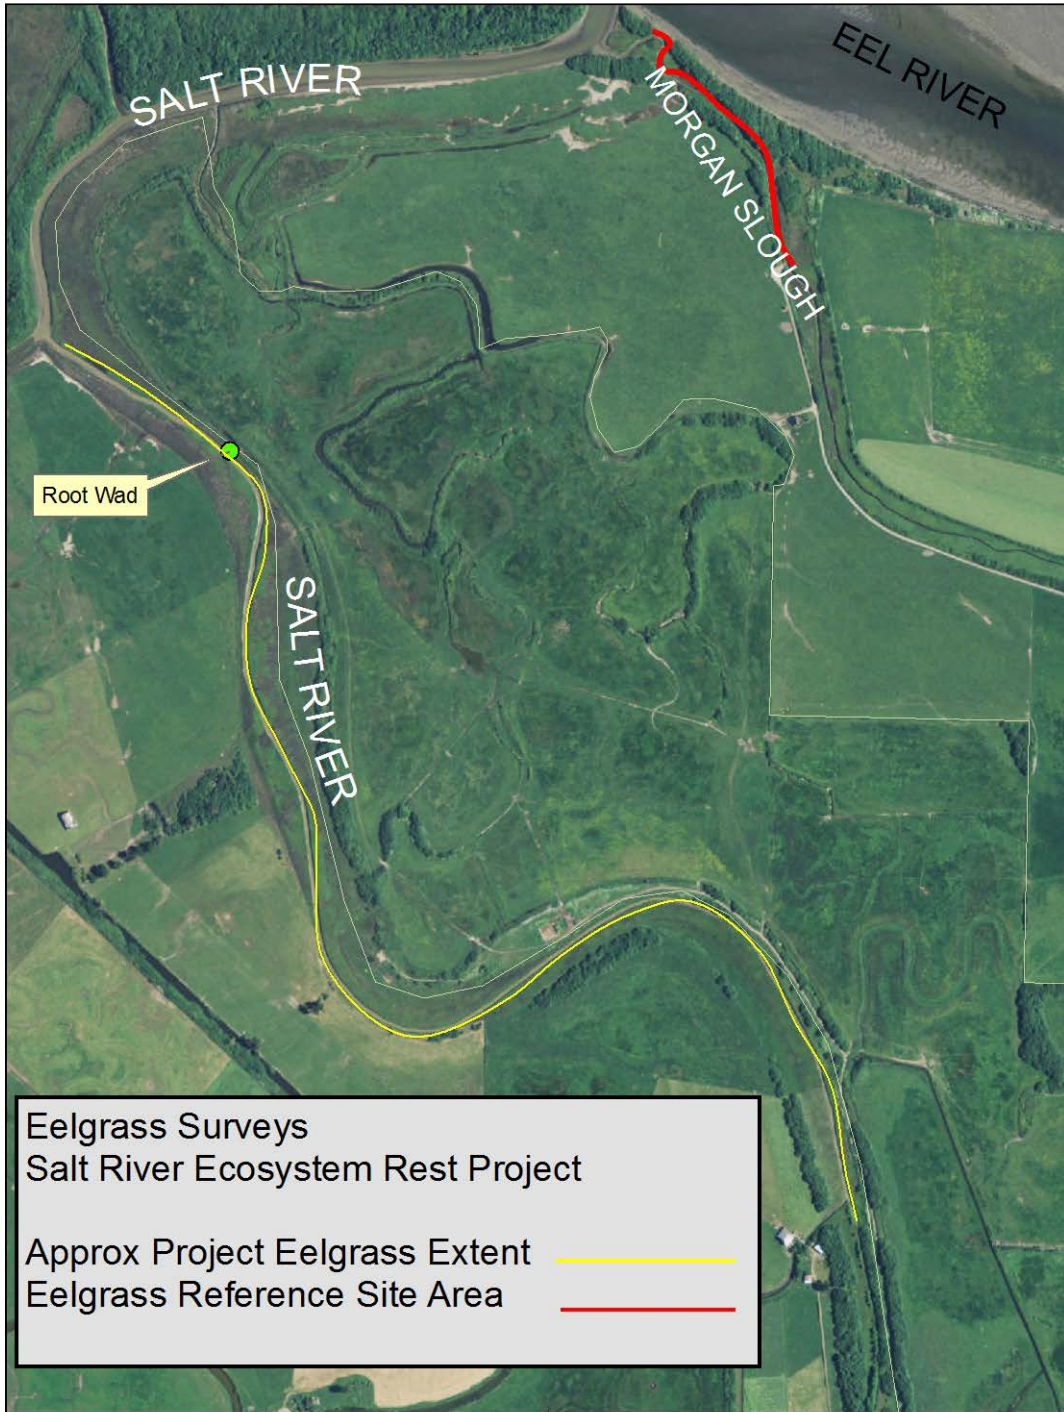 EEL RIVER
SALT RIVER
MORGAN SLOUGH
Root Wad
SALT RIVER
Eelgrass Surveys
Salt River Ecosystem Rest Project
Approx Project Eelgrass Extent
Eelgrass Reference Site Area